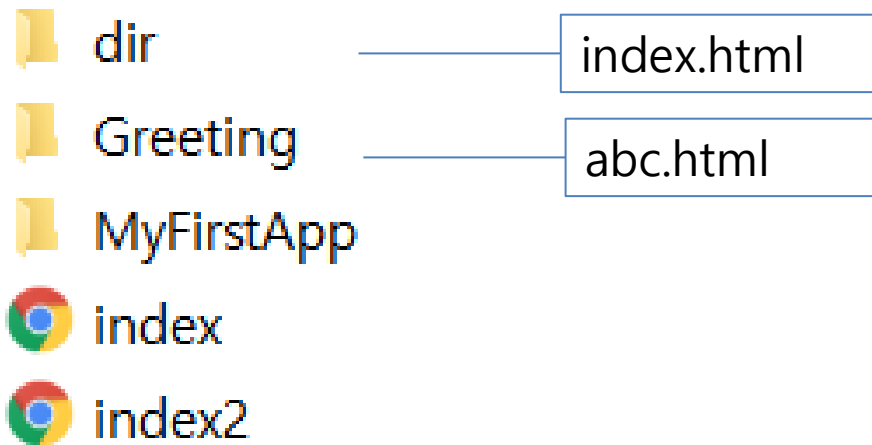 dir
index.html
Greeting
abc.html
MyFirstApp
index
index2